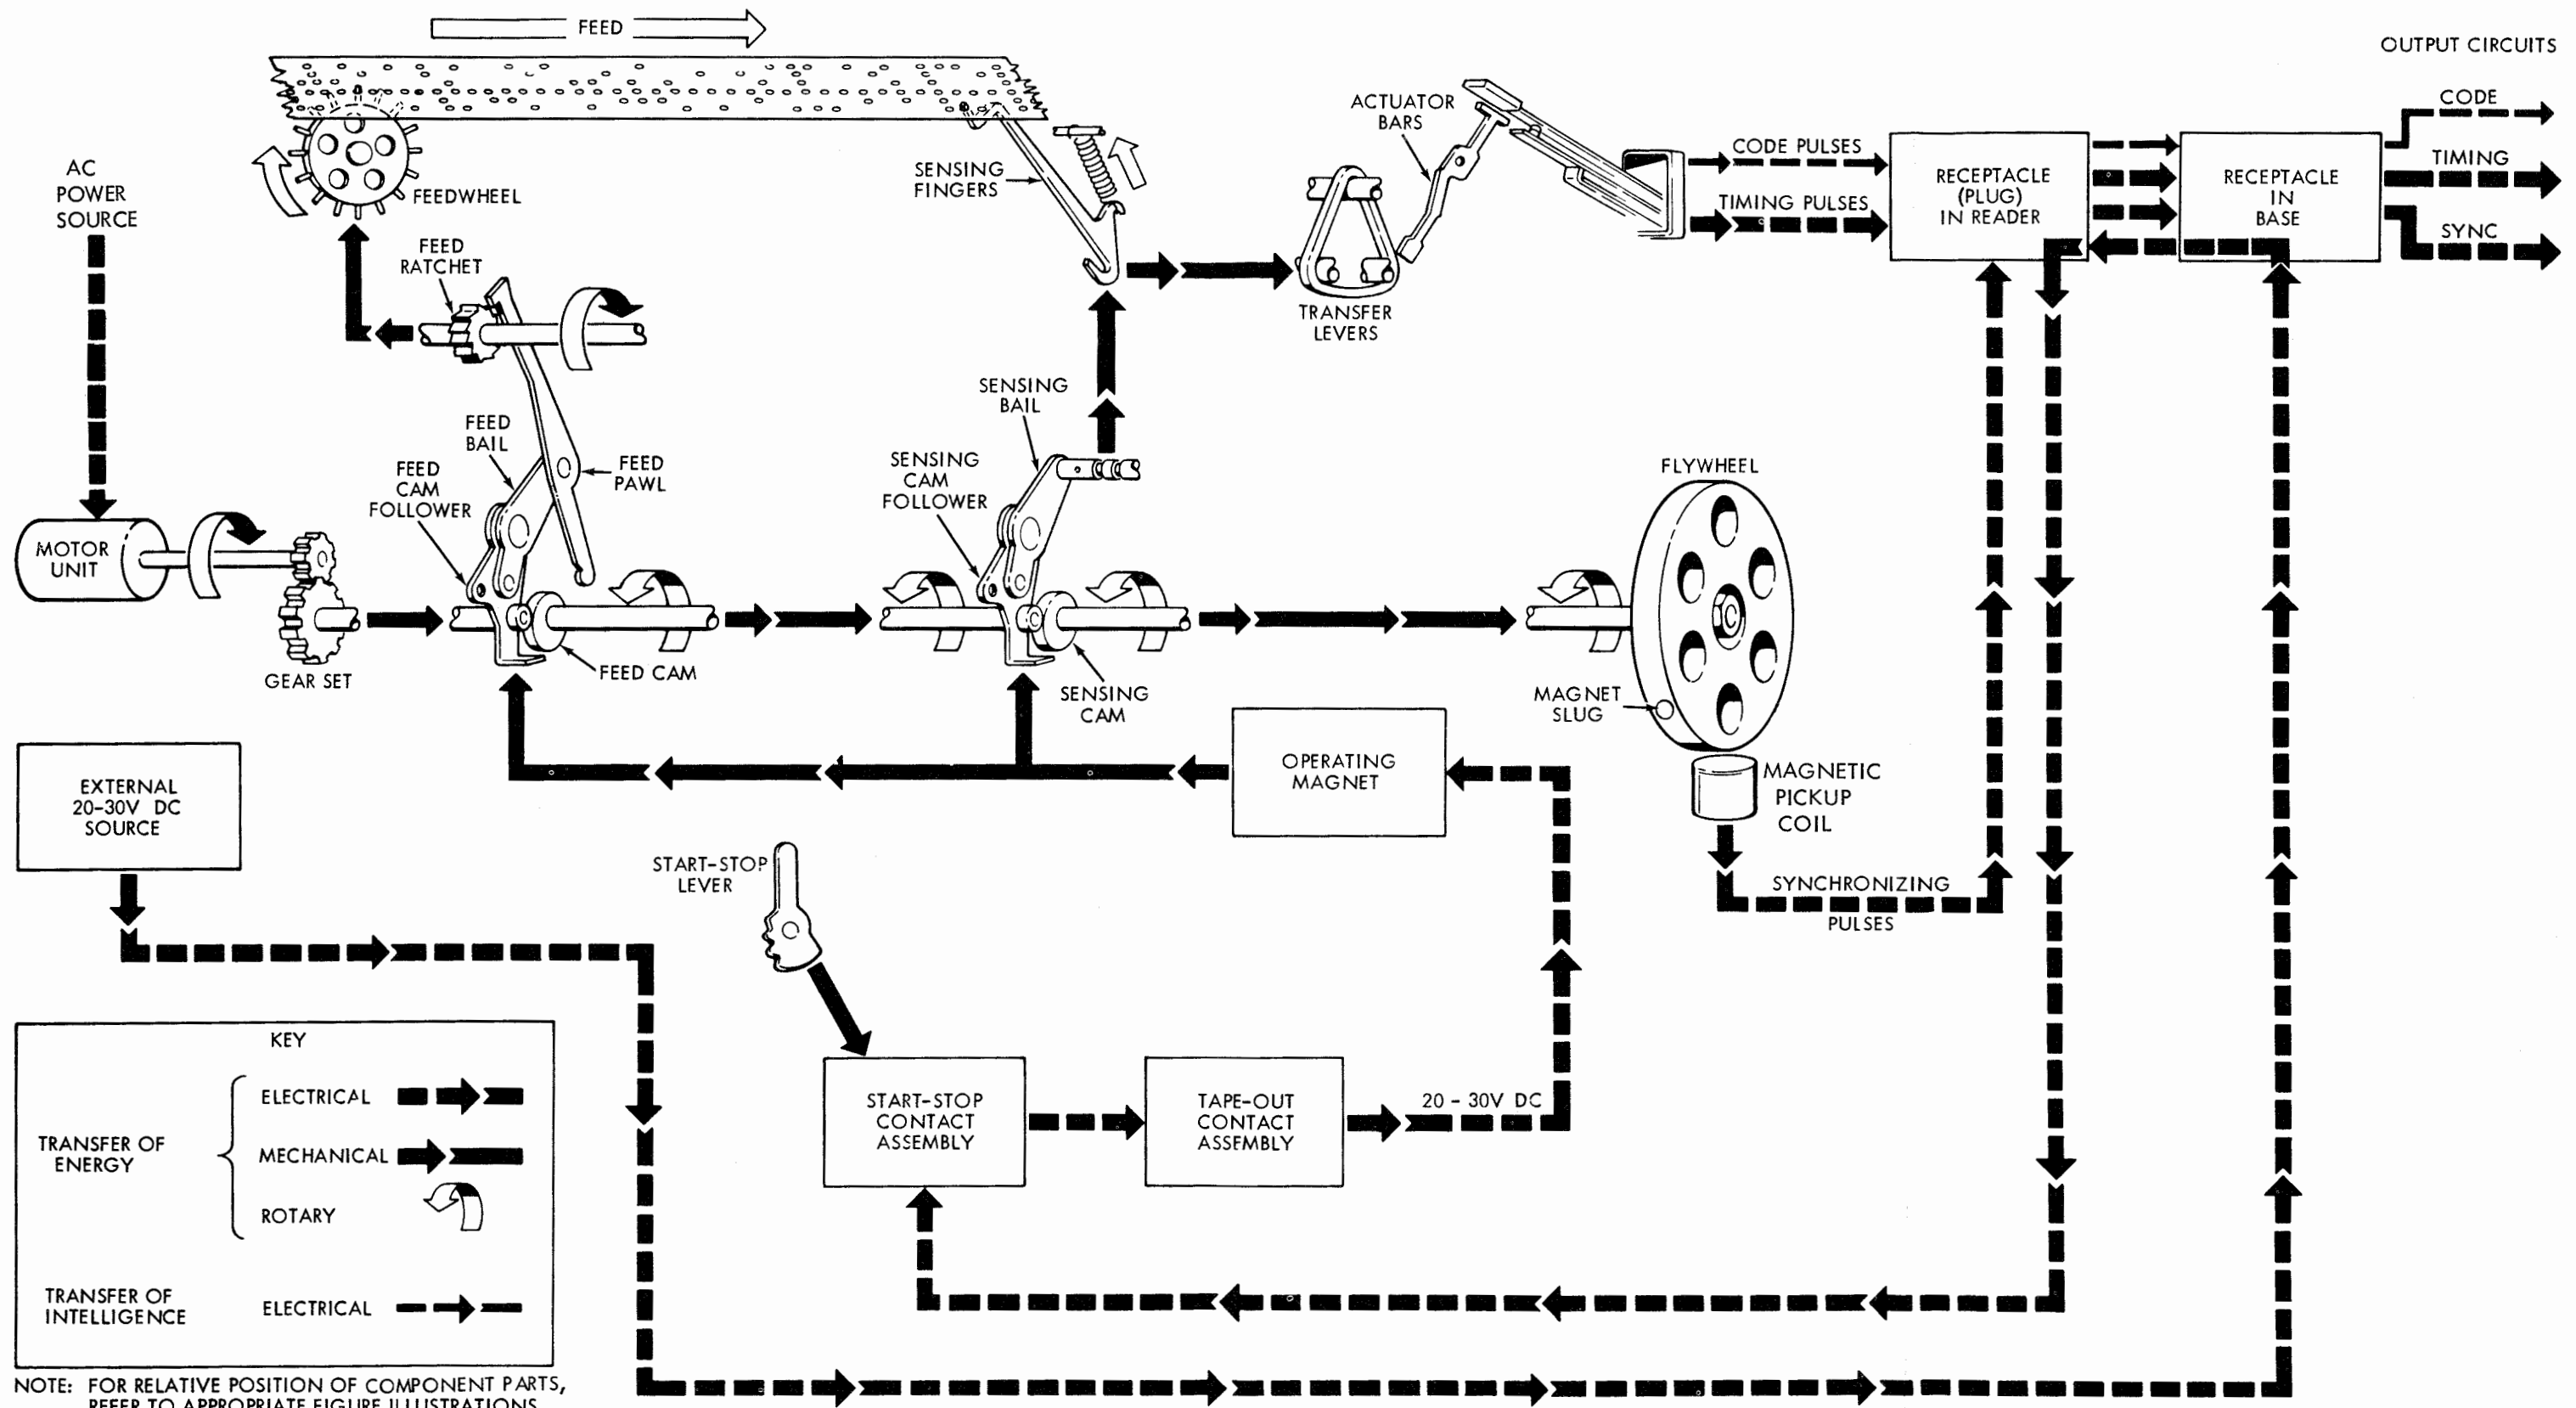 FEED
OUTPUT CIRCUITS
CODE
TIMING
SYNC
AC
POWER
SOURCE
FEEDWHEEL
FEED
RATCHET
SENSING
FINGERS
ACTUATOR
BARS
CODE PULSES
TIMING PULSES
RECEPTACLE
(PLUG)
IN READER
RECEPTACLE
IN
BASE
TRANSFER
LEVERS
FEED
BAIL
FEED
CAM
FOLLOWER
FEED
PAWL
SENSING
BAIL
SENSING
CAM
FOLLOWER
FLYWHEEL
MOTOR
UNIT
GEAR SET
FEED CAM
SENSING
CAM
MAGNET
SLUG
EXTERNAL
20-30V DC
SOURCE
OPERATING
MAGNET
MAGNETIC
PICKUP
COIL
START-STOP
LEVER
SYNCHRONIZING
PULSES
KEY
TRANSFER OF
ENERGY
ELECTRICAL
MECHANICAL
ROTARY
TRANSFER OF
INTELLIGENCE
ELECTRICAL
START-STOP
CONTACT
ASSEMBLY
TAPE-OUT
CONTACT
ASSEMBLY
20 - 30V DC
NOTE: FOR RELATIVE POSITION OF COMPONENT PARTS,
REFER TO APPROPRIATE FIGURE ILLUSTRATIONS